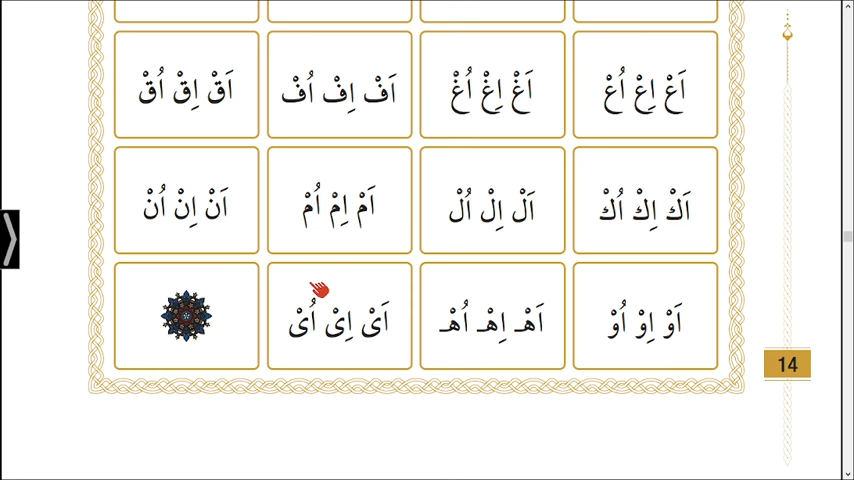 اَعْ اِعْ اُعْ
اَغْ اِغْ اُغْ
اَفْ اِفْ اُفْ
اَقْ اِقْ اُقْ
اَكْ اِكْ اُكْ
اَلْ اِلْ اُلْ
اَمْ اِمْ اُمْ
اَنْ اِنْ اُنْ
اَوْ اِوْ اُوْ
اَهْـ اِهْـ اُهْـ
اَىْ اِىْ اُىْ
14